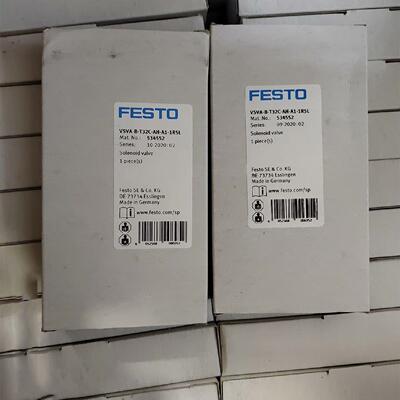 FESTO
VSVA-B-T32C-AH-A1-1R5L
Mat. No.: 534552
Series: 10-2020: 02
Solenoid valve
1 piece(s)
Festo SE & Co. KG
DE-73734 Esslingen
Made in Germany
www.festo.com/sp
FESTO
VSVA-B-T32C-AH-A1-1R5L
Mat. No.: 534552
Series: 09-2020: 02
Solenoid valve
1 piece(s)
Festo SE & Co. KG
DE-73734 Esslingen
Made in Germany
www.festo.com/sp